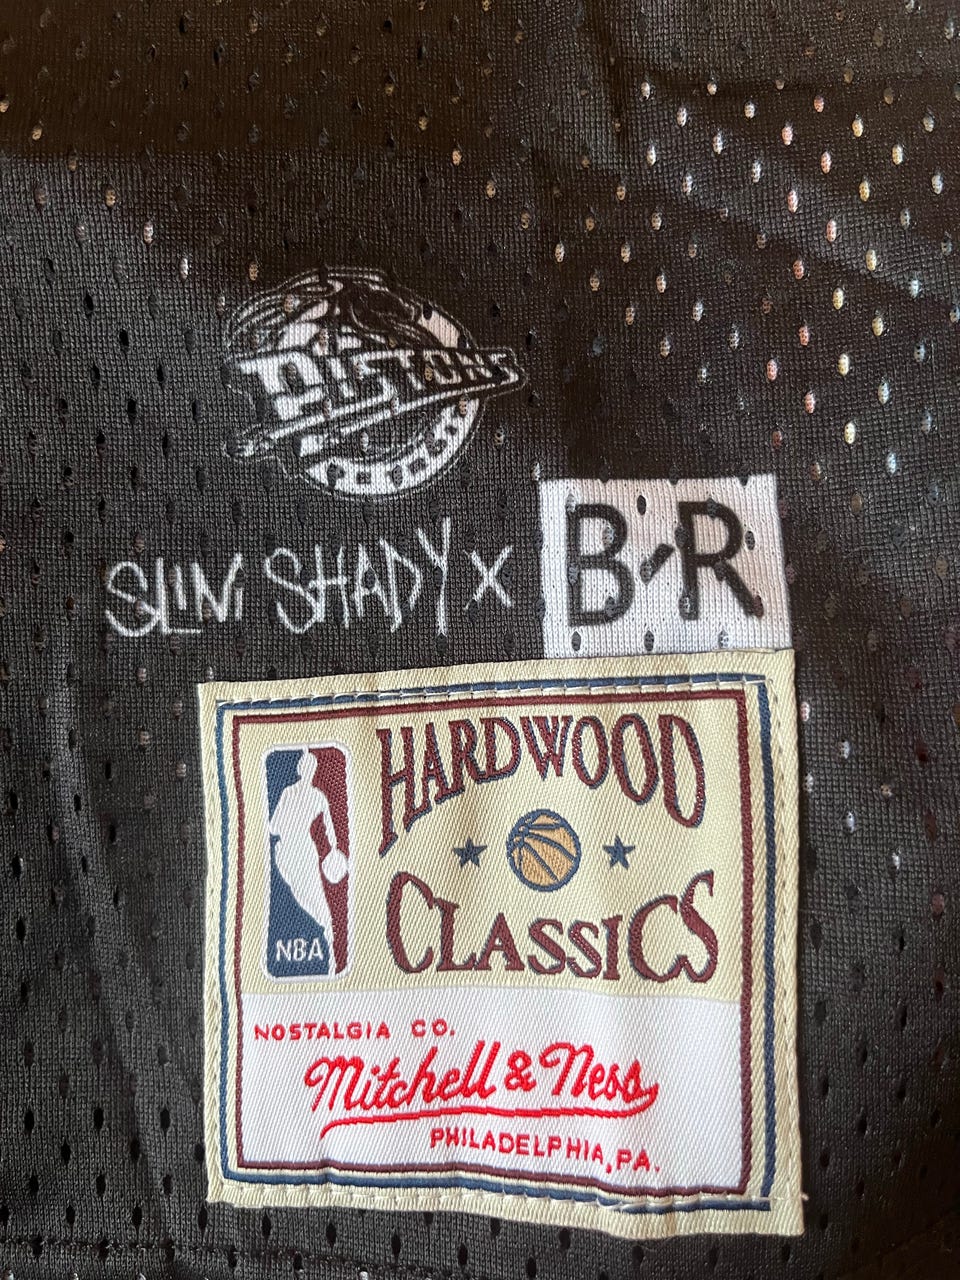 PISTONS
SLIM SHADY X B/R
HARDWOOD
CLASSICS
NBA
NOSTALGIA CO.
Mitchell & Ness
PHILADELPHIA, PA.